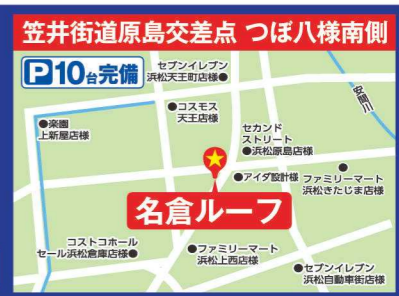 笠井街道原島交差点 つぼ八様南側
P10台完備
セブンイレブン
浜松天王町店様●
安間川
●コスモス
天王店様
●楽園
上新屋店様
セカンド
ストリート
●浜松原島店様
●アイダ設計様
ファミリーマート
浜松きたじま店様
名倉ルーフ
コストコホール
セール浜松倉庫店様●
●ファミリーマート
浜松上西店様
●セブンイレブン
浜松自動車街店様